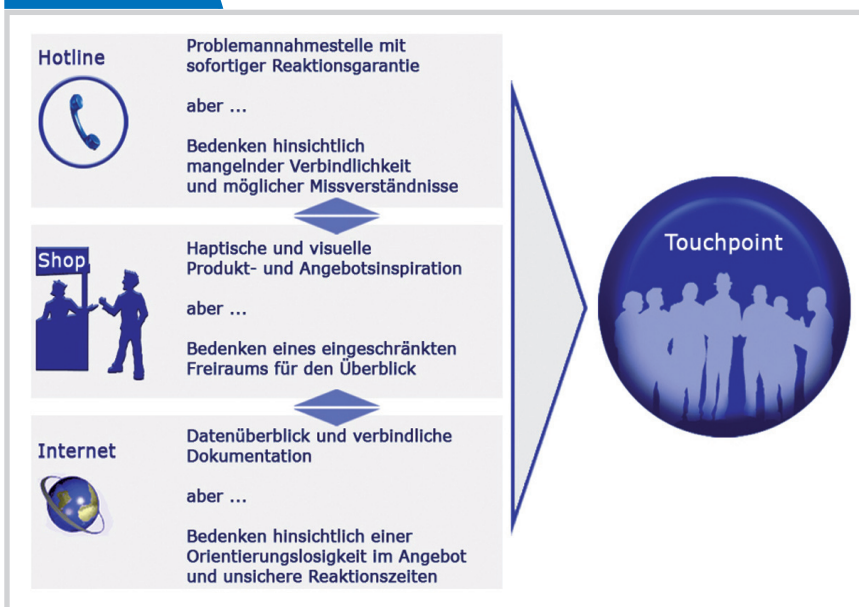 Hotline
Problemannahmestelle mit
sofortiger Reaktionsgarantie
aber ...
Bedenken hinsichtlich
mangelnder Verbindlichkeit
und möglicher Missverständnisse
Shop
Haptische und visuelle
Produkt- und Angebotsinspiration
aber ...
Bedenken eines eingeschränkten
Freiraums für den Überblick
Internet
Datenüberblick und verbindliche
Dokumentation
aber ...
Bedenken hinsichtlich einer
Orientierungslosigkeit im Angebot
und unsichere Reaktionszeiten
Touchpoint